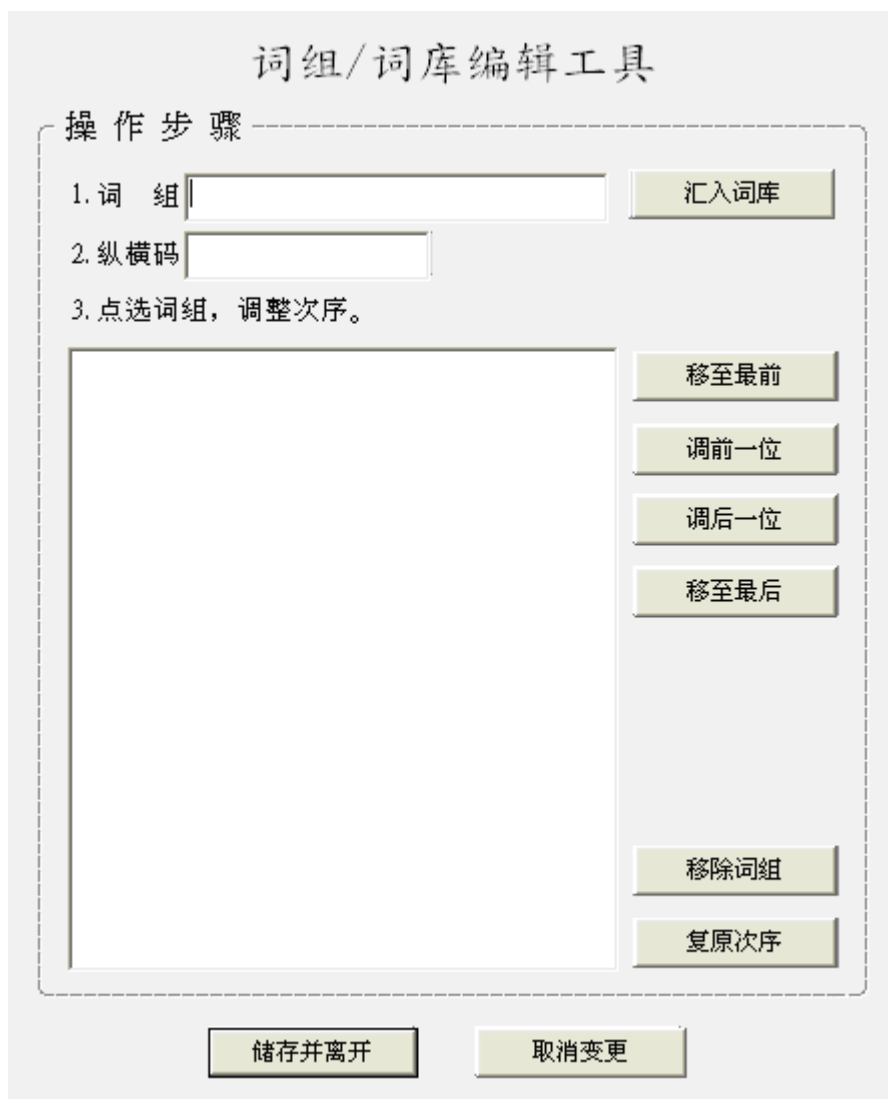 词组/词库编辑工具
操作步骤
1.词 组
汇入词库
2.纵横码
3.点选词组，调整次序。
移至最前
调前一位
调后一位
移至最后
移除词组
复原次序
储存并离开
取消变更